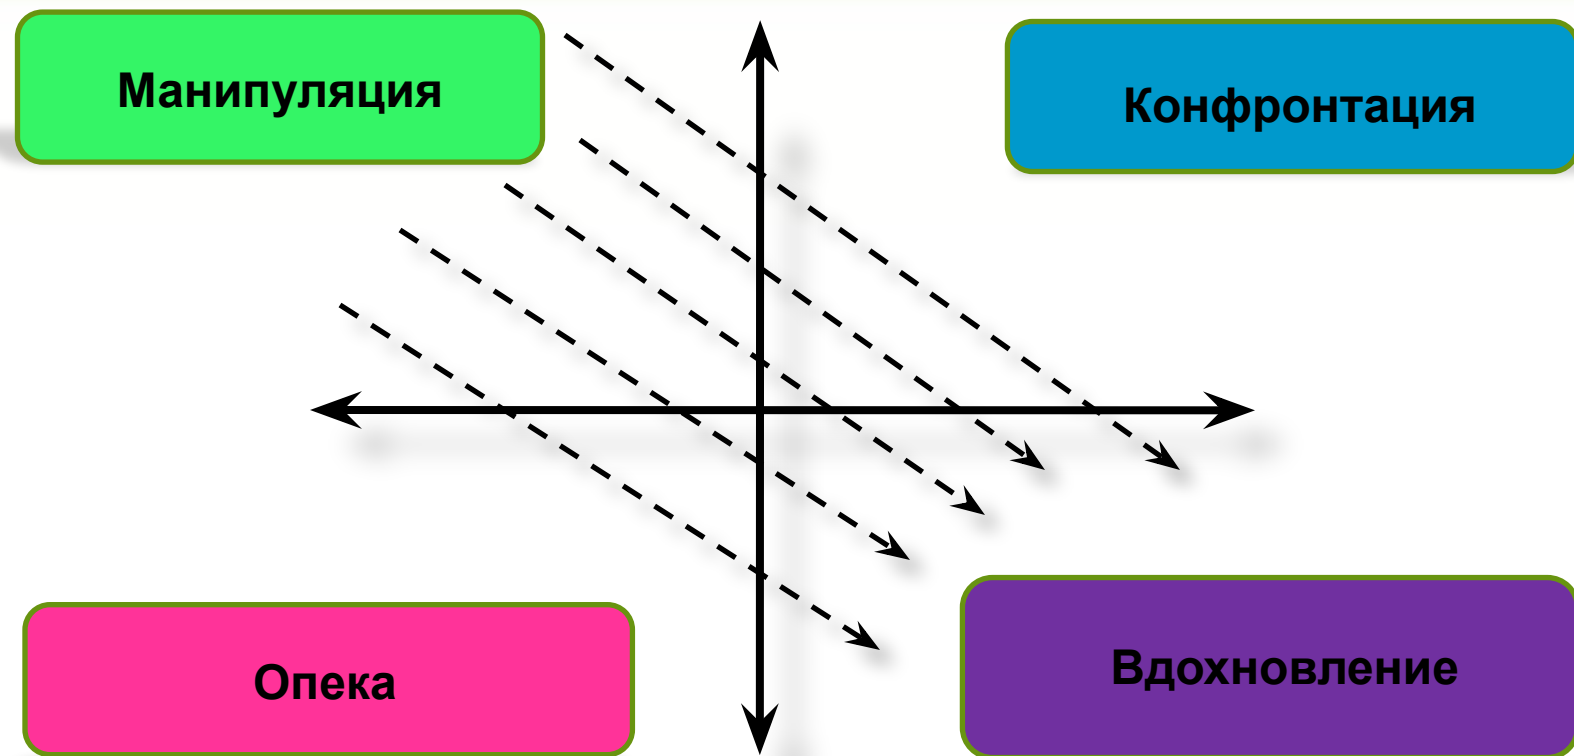 Манипуляция
Конфронтация
Опека
Вдохновление